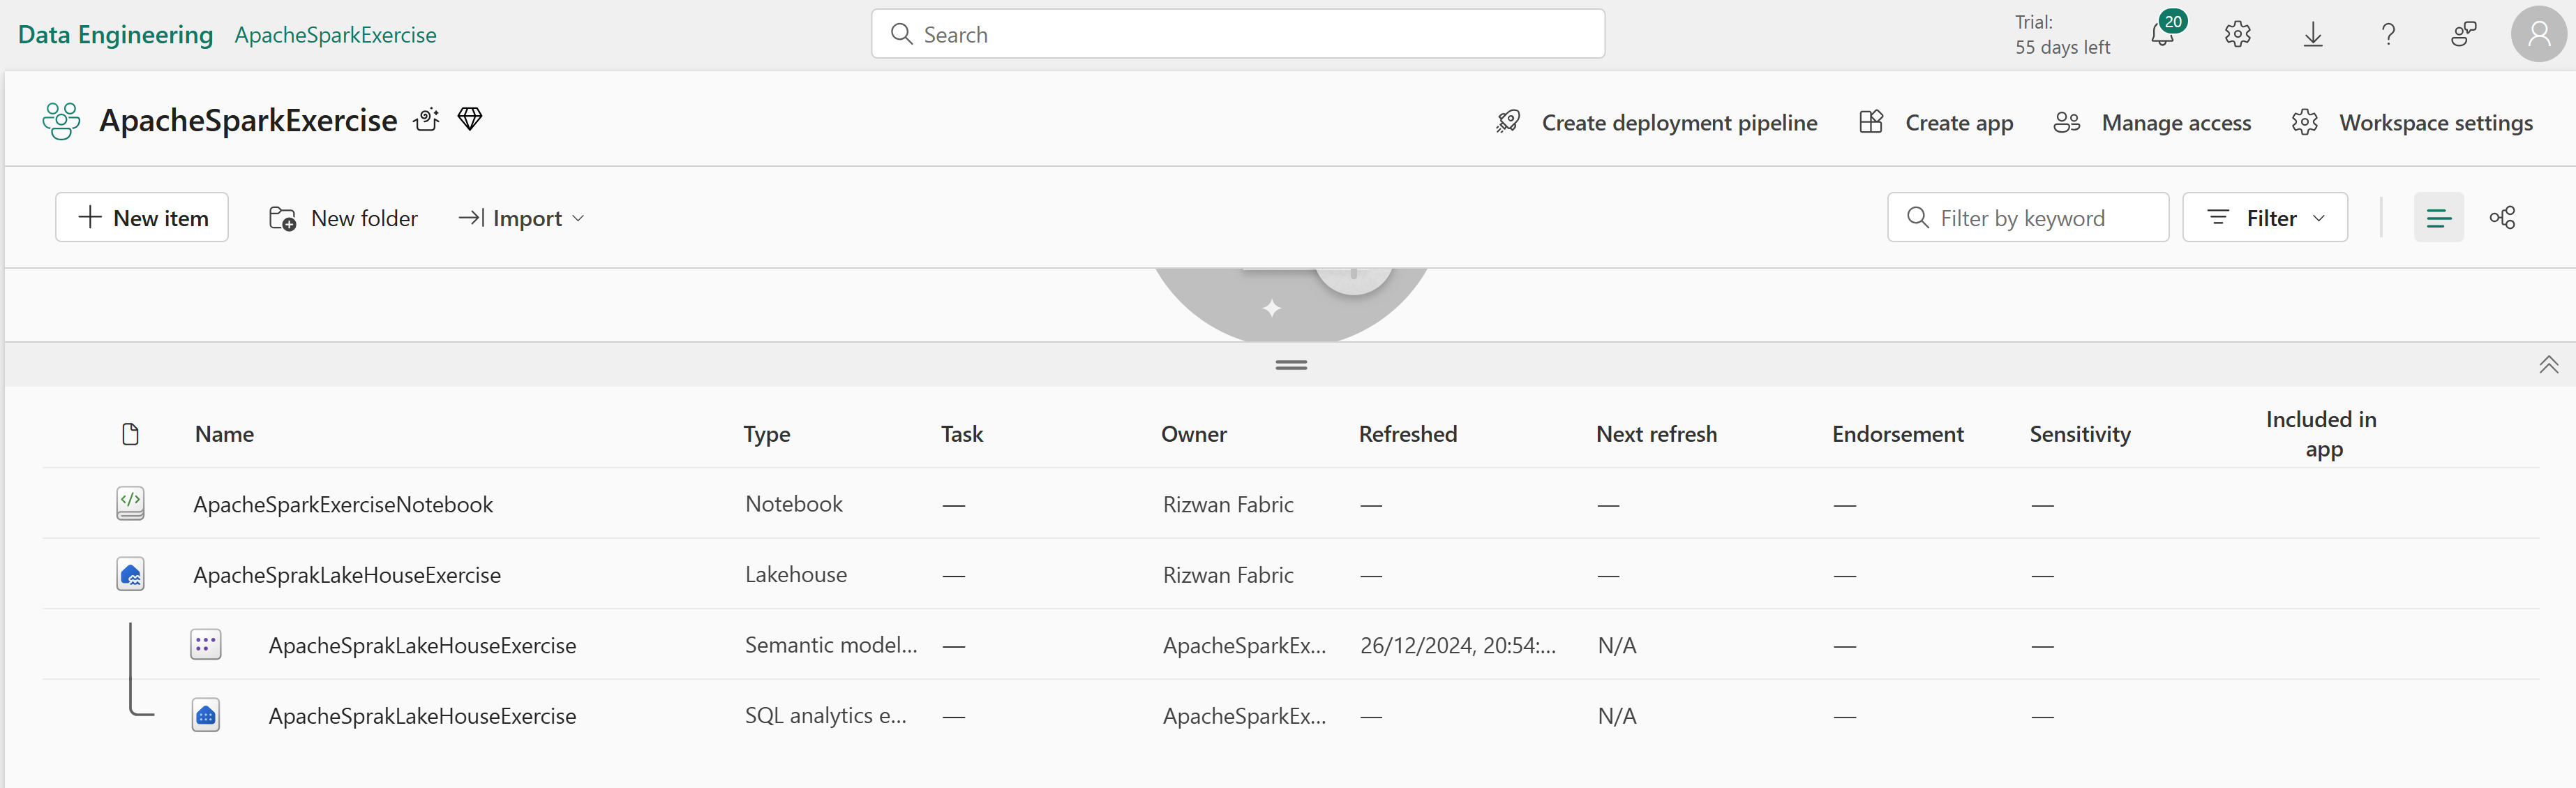 Data Engineering ApacheSparkExercise
Search
Trial:
55 days left
20
ApacheSparkExercise
Create deployment pipeline
Create app
Manage access
Workspace settings
New item
New folder
Import
Filter by keyword
Filter
Name Type Task Owner Refreshed Next refresh Endorsement Sensitivity Included in
app
ApacheSparkExerciseNotebook Notebook — Rizwan Fabric — — — —
ApacheSprakLakeHouseExercise Lakehouse — Rizwan Fabric — — — —
ApacheSprakLakeHouseExercise Semantic model... — ApacheSparkEx... 26/12/2024, 20:54:... N/A — —
ApacheSprakLakeHouseExercise SQL analytics e... — ApacheSparkEx... — N/A — —